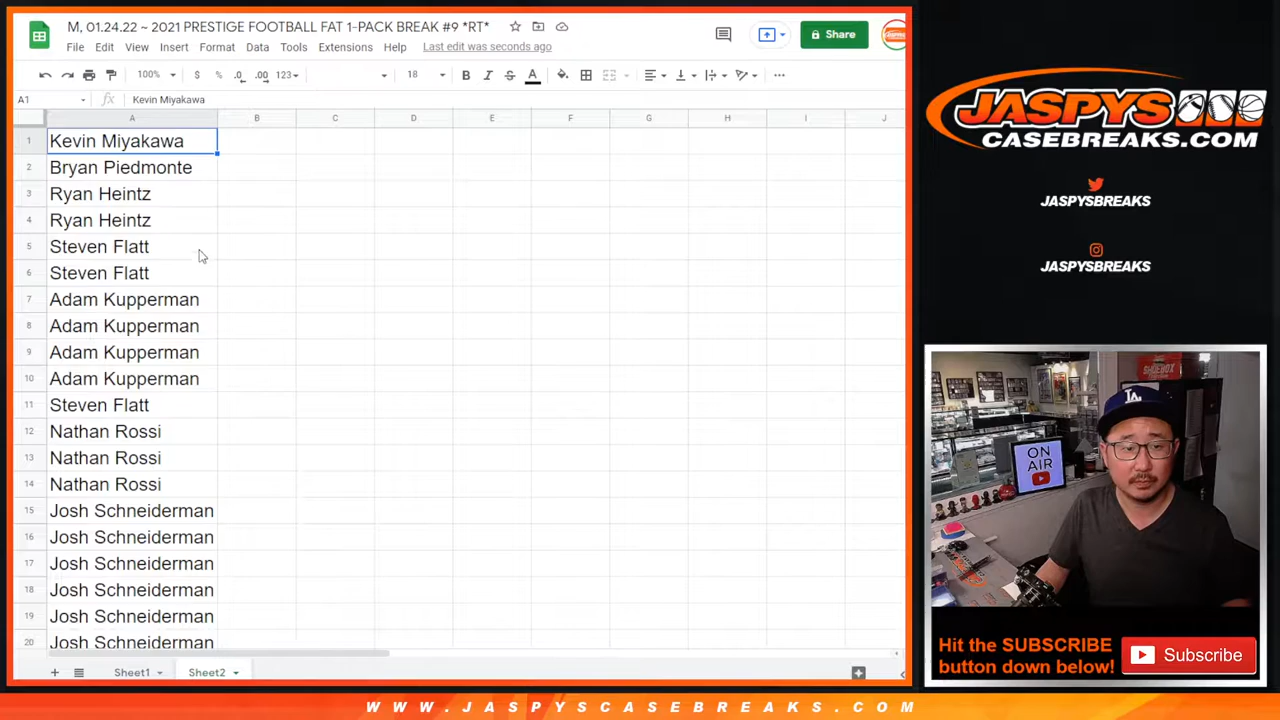 M, 01.24.22 ~ 2021 PRESTIGE FOOTBALL FAT 1-PACK BREAK #9 *RT*
File Edit View Insert Format Data Tools Extensions Help Last edit was seconds ago
Share
100% $ % .0 .00 123 18 B I S A
A1 fx Kevin Miyakawa
A B C D E F G H I J
1 Kevin Miyakawa
2 Bryan Piedmonte
3 Ryan Heintz
4 Ryan Heintz
5 Steven Flatt
6 Steven Flatt
7 Adam Kupperman
8 Adam Kupperman
9 Adam Kupperman
10 Adam Kupperman
11 Steven Flatt
12 Nathan Rossi
13 Nathan Rossi
14 Nathan Rossi
15 Josh Schneiderman
16 Josh Schneiderman
17 Josh Schneiderman
18 Josh Schneiderman
19 Josh Schneiderman
20 Josh Schneiderman
Sheet1 Sheet2
JASPYS
CASEBREAKS.COM
JASPYSBREAKS
JASPYSBREAKS
SHOEBOX
LA
ON
AIR
Hit the SUBSCRIBE
button down below!
Subscribe
WWW.JASPYSCASEBREAKS.COM